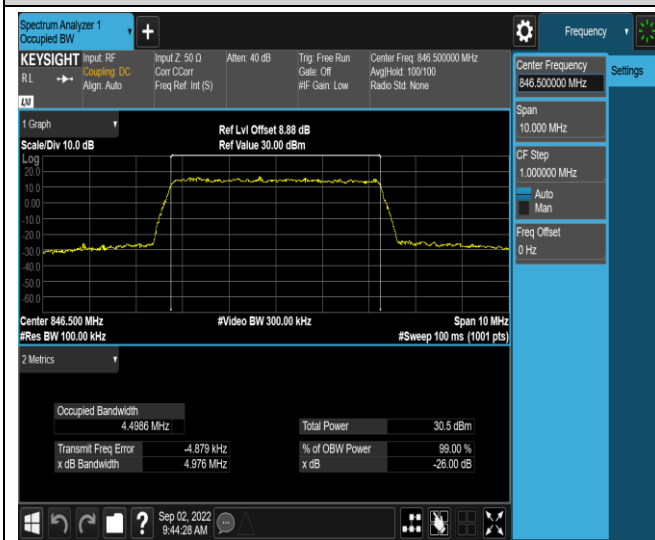 Spectrum Analyzer 1
Occupied BW
+
Frequency
KEYSIGHT
RL
LXI
Input: RF
Coupling: DC
Align: Auto
Input Z: 50 Ω
Corr CCorr
Freq Ref: Int (S)
Atten: 40 dB
Trig: Free Run
Gate: Off
#IF Gain: Low
Center Freq: 846.500000 MHz
Avg|Hold: 100/100
Radio Std: None
Center Frequency
846.500000 MHz
Settings
Span
10.000 MHz
CF Step
1.000000 MHz
Auto
Man
Freq Offset
0 Hz
1 Graph
Scale/Div 10.0 dB
Ref Lvl Offset 8.88 dB
Ref Value 30.00 dBm
Log
20.0
10.0
0.00
-10.0
-20.0
-30.0
-40.0
-50.0
-60.0
Center 846.500 MHz
#Video BW 300.00 kHz
Span 10 MHz
#Res BW 100.00 kHz
#Sweep 100 ms (1001 pts)
2 Metrics
Occupied Bandwidth
4.4986 MHz
Total Power 30.5 dBm
Transmit Freq Error -4.879 kHz
% of OBW Power 99.00 %
x dB Bandwidth 4.976 MHz
x dB -26.00 dB
?
Sep 02, 2022
9:44:28 AM